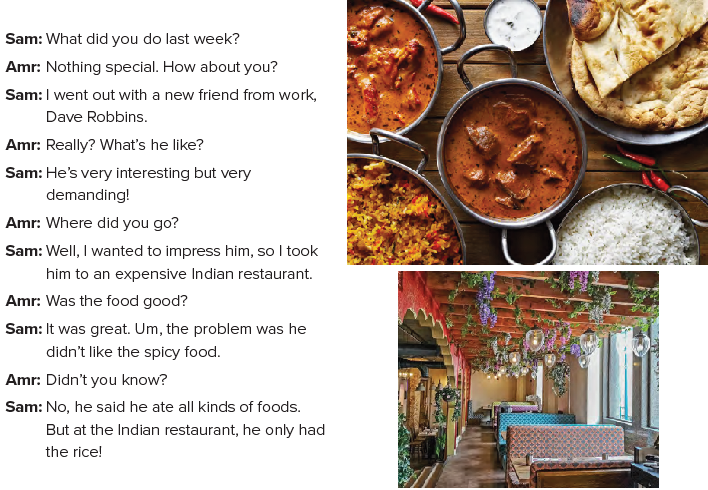 Sam: What did you do last week?
Amr: Nothing special. How about you?
Sam: I went out with a new friend from work,
Dave Robbins.
Amr: Really? What's he like?
Sam: He's very interesting but very
demanding!
Amr: Where did you go?
Sam: Well, I wanted to impress him, so I took
him to an expensive Indian restaurant.
Amr: Was the food good?
Sam: It was great. Um, the problem was he
didn't like the spicy food.
Amr: Didn't you know?
Sam: No, he said he ate all kinds of foods.
But at the Indian restaurant, he only had
the rice!